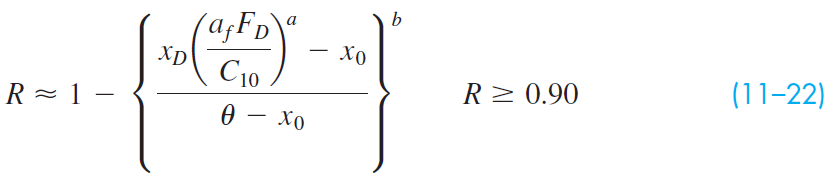 R ≈ 1 − { [x_D (a_f F_D / C_10)^a − x_0] / [θ − x_0] }^b    R ≥ 0.90    (11–22)